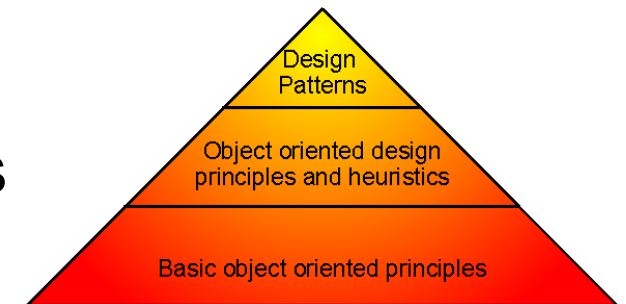 Design
Patterns
Object oriented design
principles and heuristics
s
Basic object oriented principles